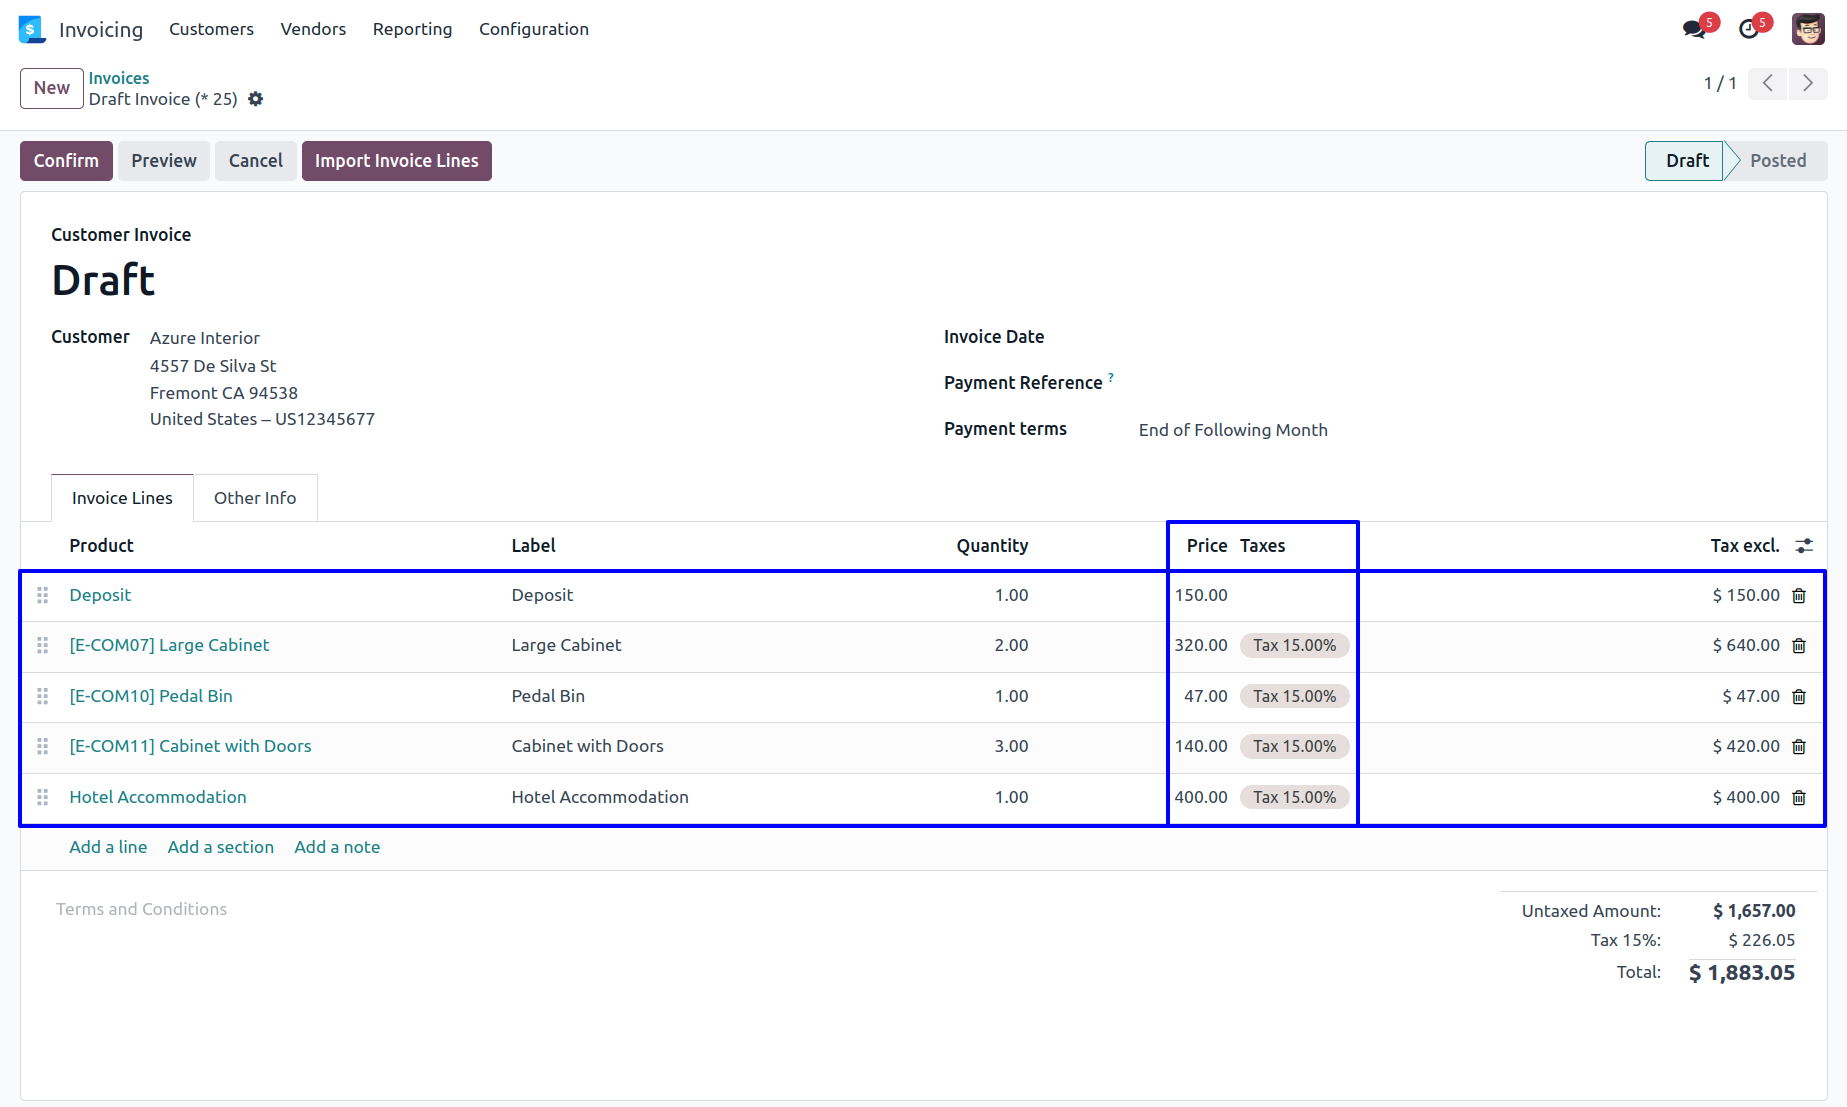 Invoicing Customers Vendors Reporting Configuration 5 5
New Invoices
Draft Invoice (* 25) 1 / 1
Confirm Preview Cancel Import Invoice Lines Draft Posted
Customer Invoice
Draft
Customer Azure Interior Invoice Date
4557 De Silva St
Fremont CA 94538 Payment Reference ?
United States – US12345677
Payment terms End of Following Month
Invoice Lines Other Info
Product Label Quantity Price Taxes Tax excl.
Deposit Deposit 1.00 150.00 $ 150.00
[E-COM07] Large Cabinet Large Cabinet 2.00 320.00 Tax 15.00% $ 640.00
[E-COM10] Pedal Bin Pedal Bin 1.00 47.00 Tax 15.00% $ 47.00
[E-COM11] Cabinet with Doors Cabinet with Doors 3.00 140.00 Tax 15.00% $ 420.00
Hotel Accommodation Hotel Accommodation 1.00 400.00 Tax 15.00% $ 400.00
Add a line Add a section Add a note
Terms and Conditions Untaxed Amount: $ 1,657.00
Tax 15%: $ 226.05
Total: $ 1,883.05